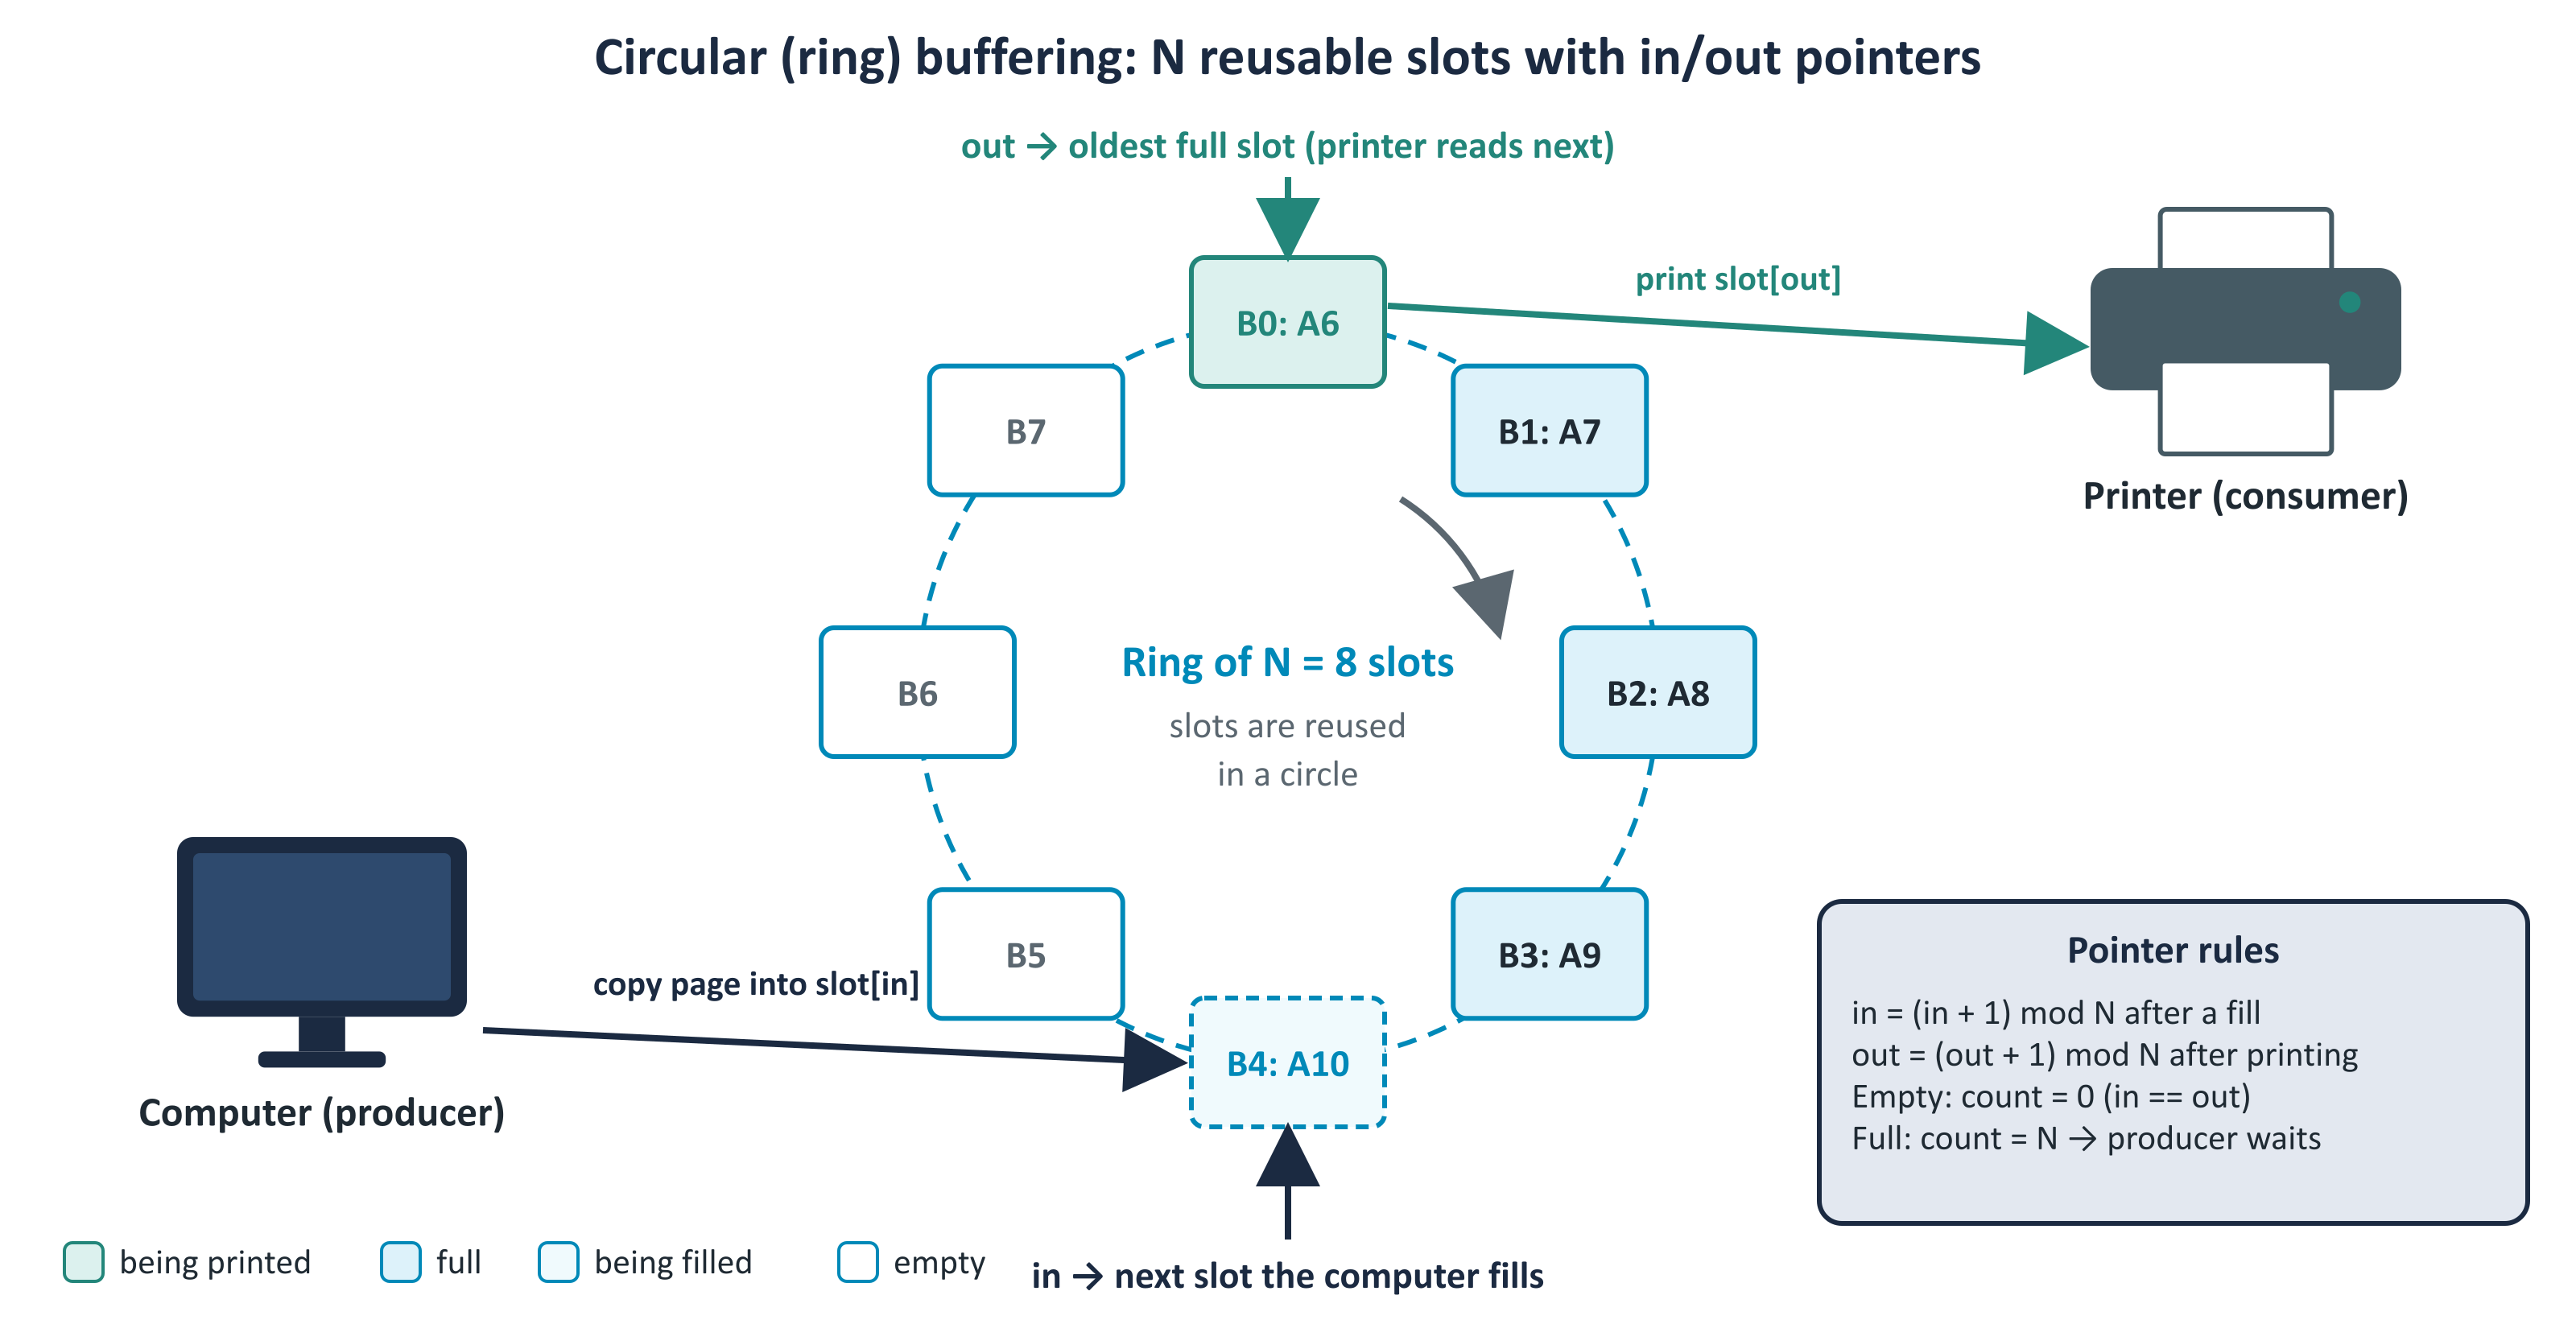 Circular (ring) buffering: N reusable slots with in/out pointers
out → oldest full slot (printer reads next)
print slot[out]
B0: A6
B7
B1: A7
Printer (consumer)
Ring of N = 8 slots
B6
B2: A8
slots are reused
in a circle
B5
B3: A9
copy page into slot[in]
B4: A10
Computer (producer)
Pointer rules
in = (in + 1) mod N after a fill
out = (out + 1) mod N after printing
Empty: count = 0 (in == out)
Full: count = N → producer waits
being printed
full
being filled
empty
in → next slot the computer fills